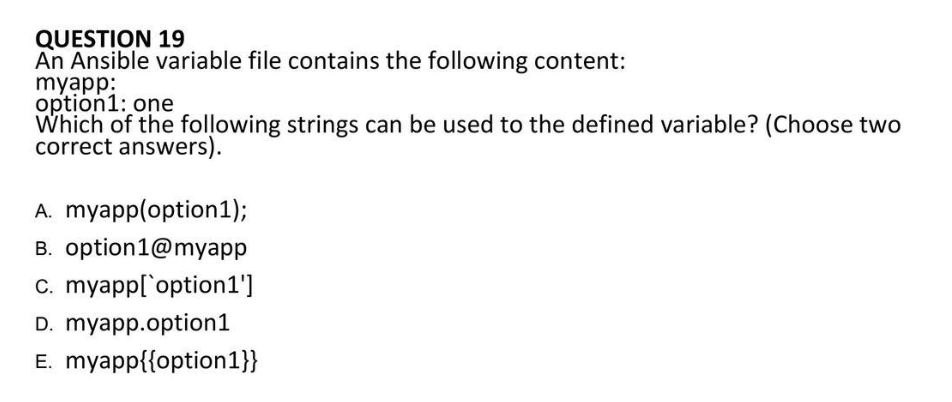 QUESTION 19
An Ansible variable file contains the following content:
myapp:
option1: one
Which of the following strings can be used to the defined variable? (Choose two
correct answers).
A. myapp(option1);
B. option1@myapp
C. myapp[`option1']
D. myapp.option1
E. myapp{{option1}}